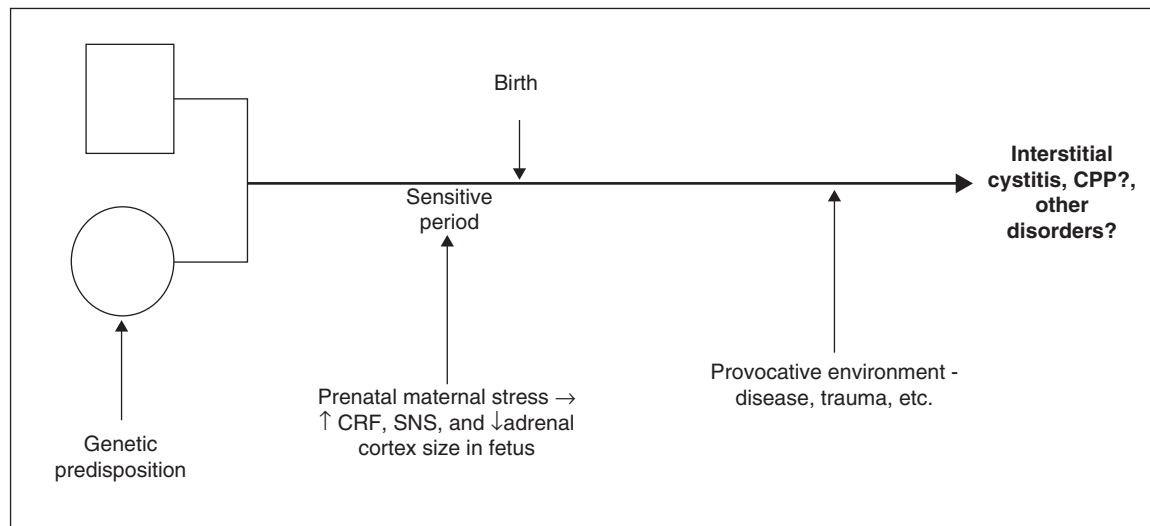 Birth
Interstitial
cystitis, CPP?,
other
disorders?
Sensitive
period
Genetic
predisposition
Prenatal maternal stress →
↑ CRF, SNS, and ↓adrenal
cortex size in fetus
Provocative environment -
disease, trauma, etc.